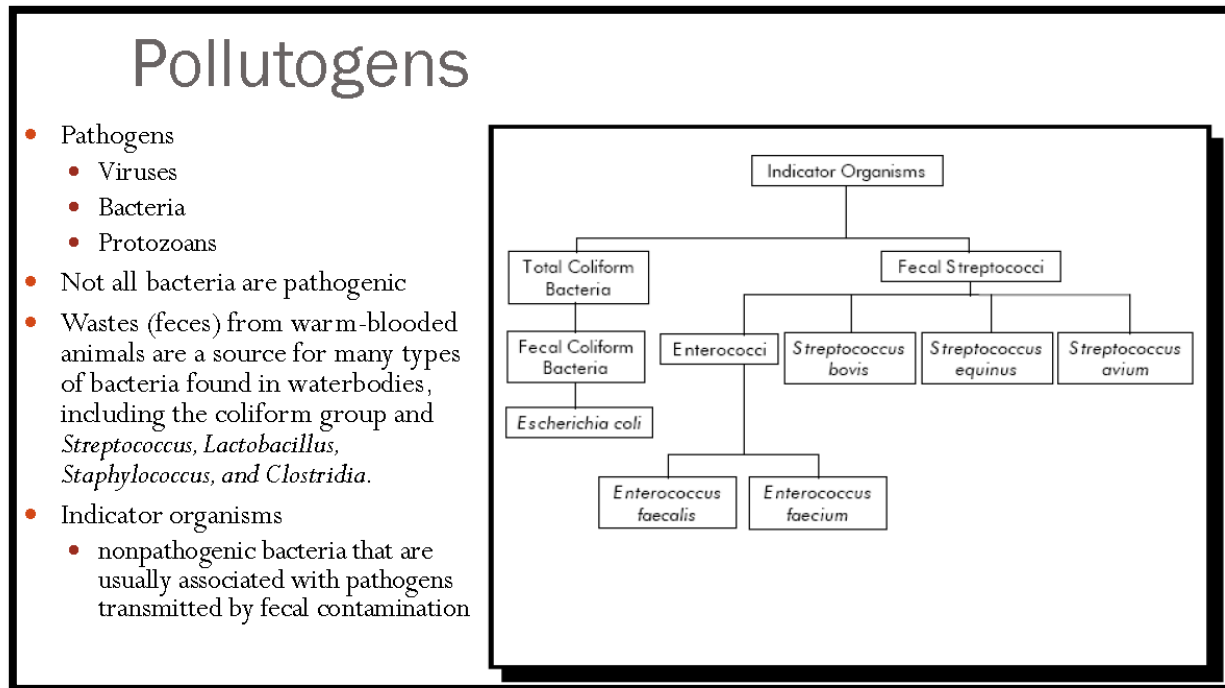 Pollutogens
Pathogens
Viruses
Bacteria
Protozoans
Not all bacteria are pathogenic
Wastes (feces) from warm-blooded
animals are a source for many types
of bacteria found in waterbodies,
including the coliform group and
Streptococcus, Lactobacillus,
Staphylococcus, and Clostridia.
Indicator organisms
nonpathogenic bacteria that are
usually associated with pathogens
transmitted by fecal contamination
Indicator Organisms
Total Coliform
Bacteria
Fecal Streptococci
Fecal Coliform
Bacteria
Enterococci
Streptococcus
bovis
Streptococcus
equinus
Streptococcus
avium
Escherichia coli
Enterococcus
faecalis
Enterococcus
faecium